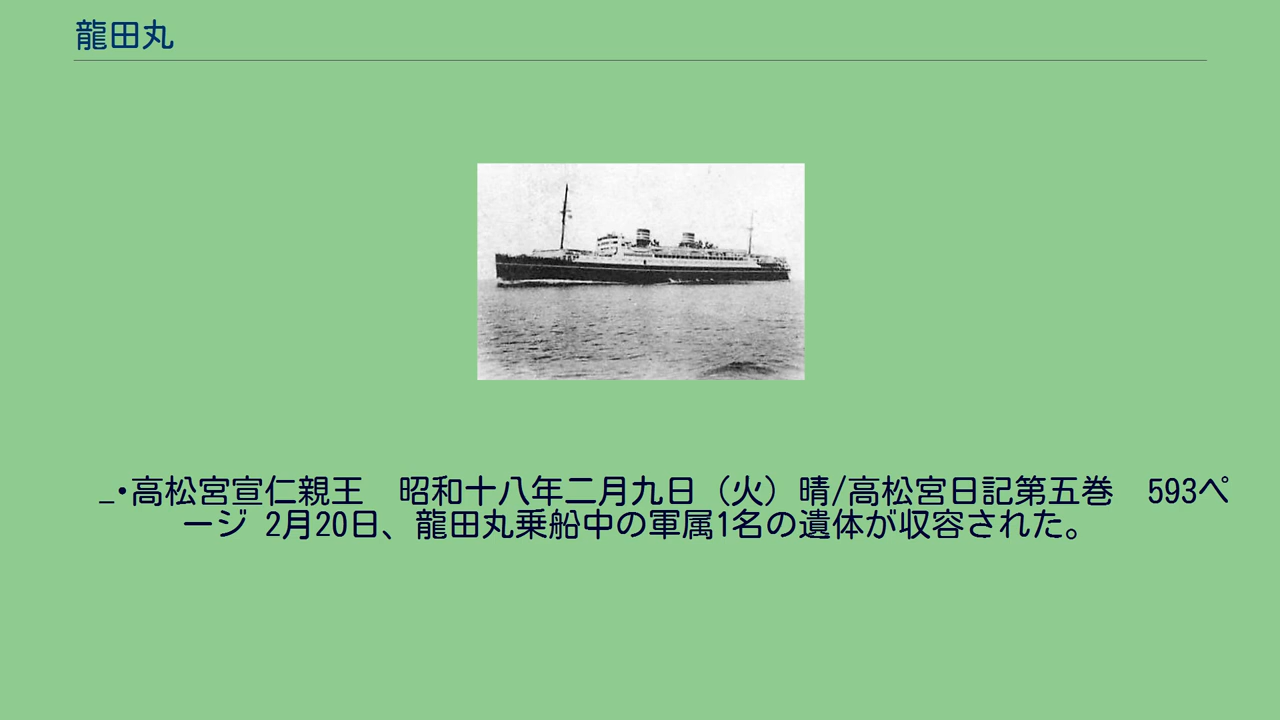 龍田丸
_•高松宮宣仁親王　昭和十八年二月九日（火）晴/高松宮日記第五巻　593ペ
ージ 2月20日、龍田丸乗船中の軍属1名の遺体が収容された。